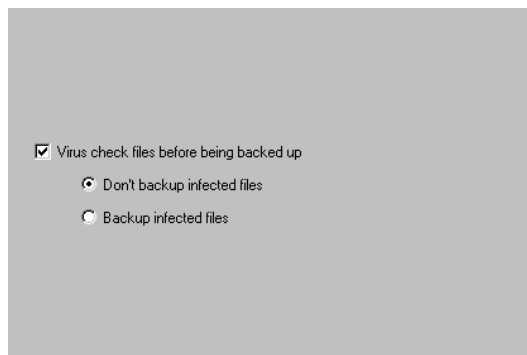 Virus check files before being backed up
Don't backup infected files
Backup infected files